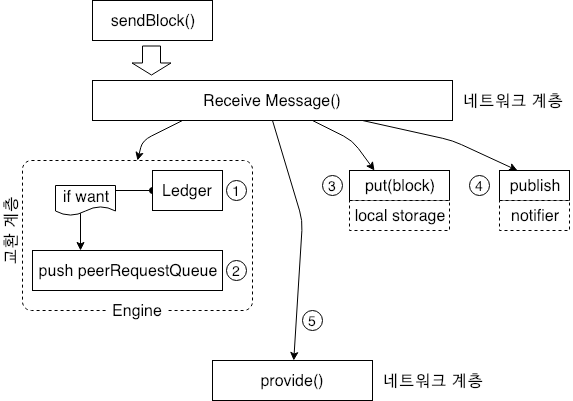 sendBlock()
Receive Message()
네트워크 계층
교환 계층
if want
Ledger
①
push peerRequestQueue
②
Engine
③
put(block)
local storage
④
publish
notifier
⑤
provide()
네트워크 계층